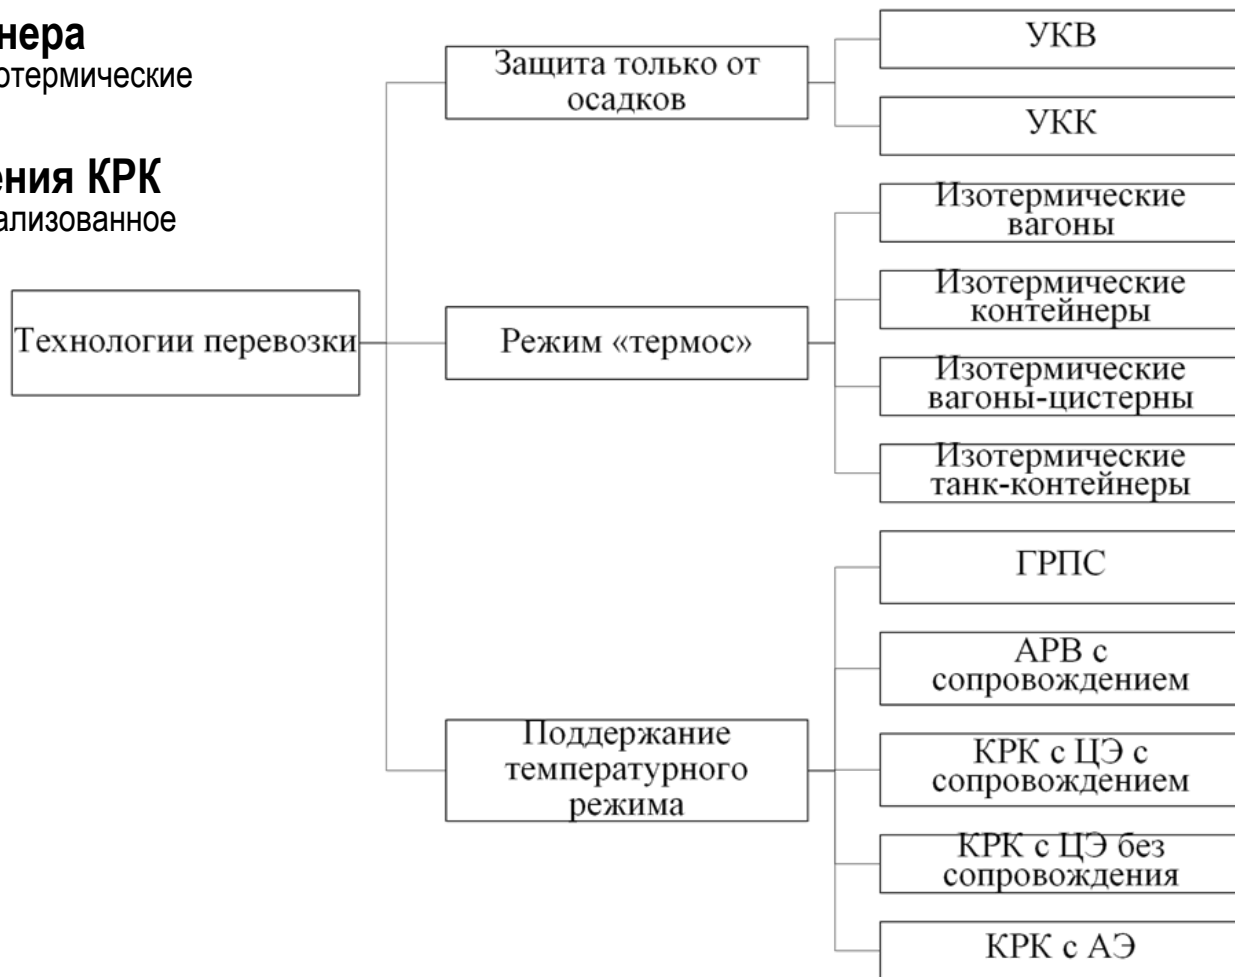 нера
отермические
ения КРК
ализованное
Технологии перевозки
Защита только от
осадков
УКВ
УКК
Режим «термос»
Изотермические
вагоны
Изотермические
контейнеры
Изотермические
вагоны-цистерны
Изотермические
танк-контейнеры
Поддержание
температурного
режима
ГРПС
АРВ с
сопровождением
КРК с ЦЭ с
сопровождением
КРК с ЦЭ без
сопровождения
КРК с АЭ